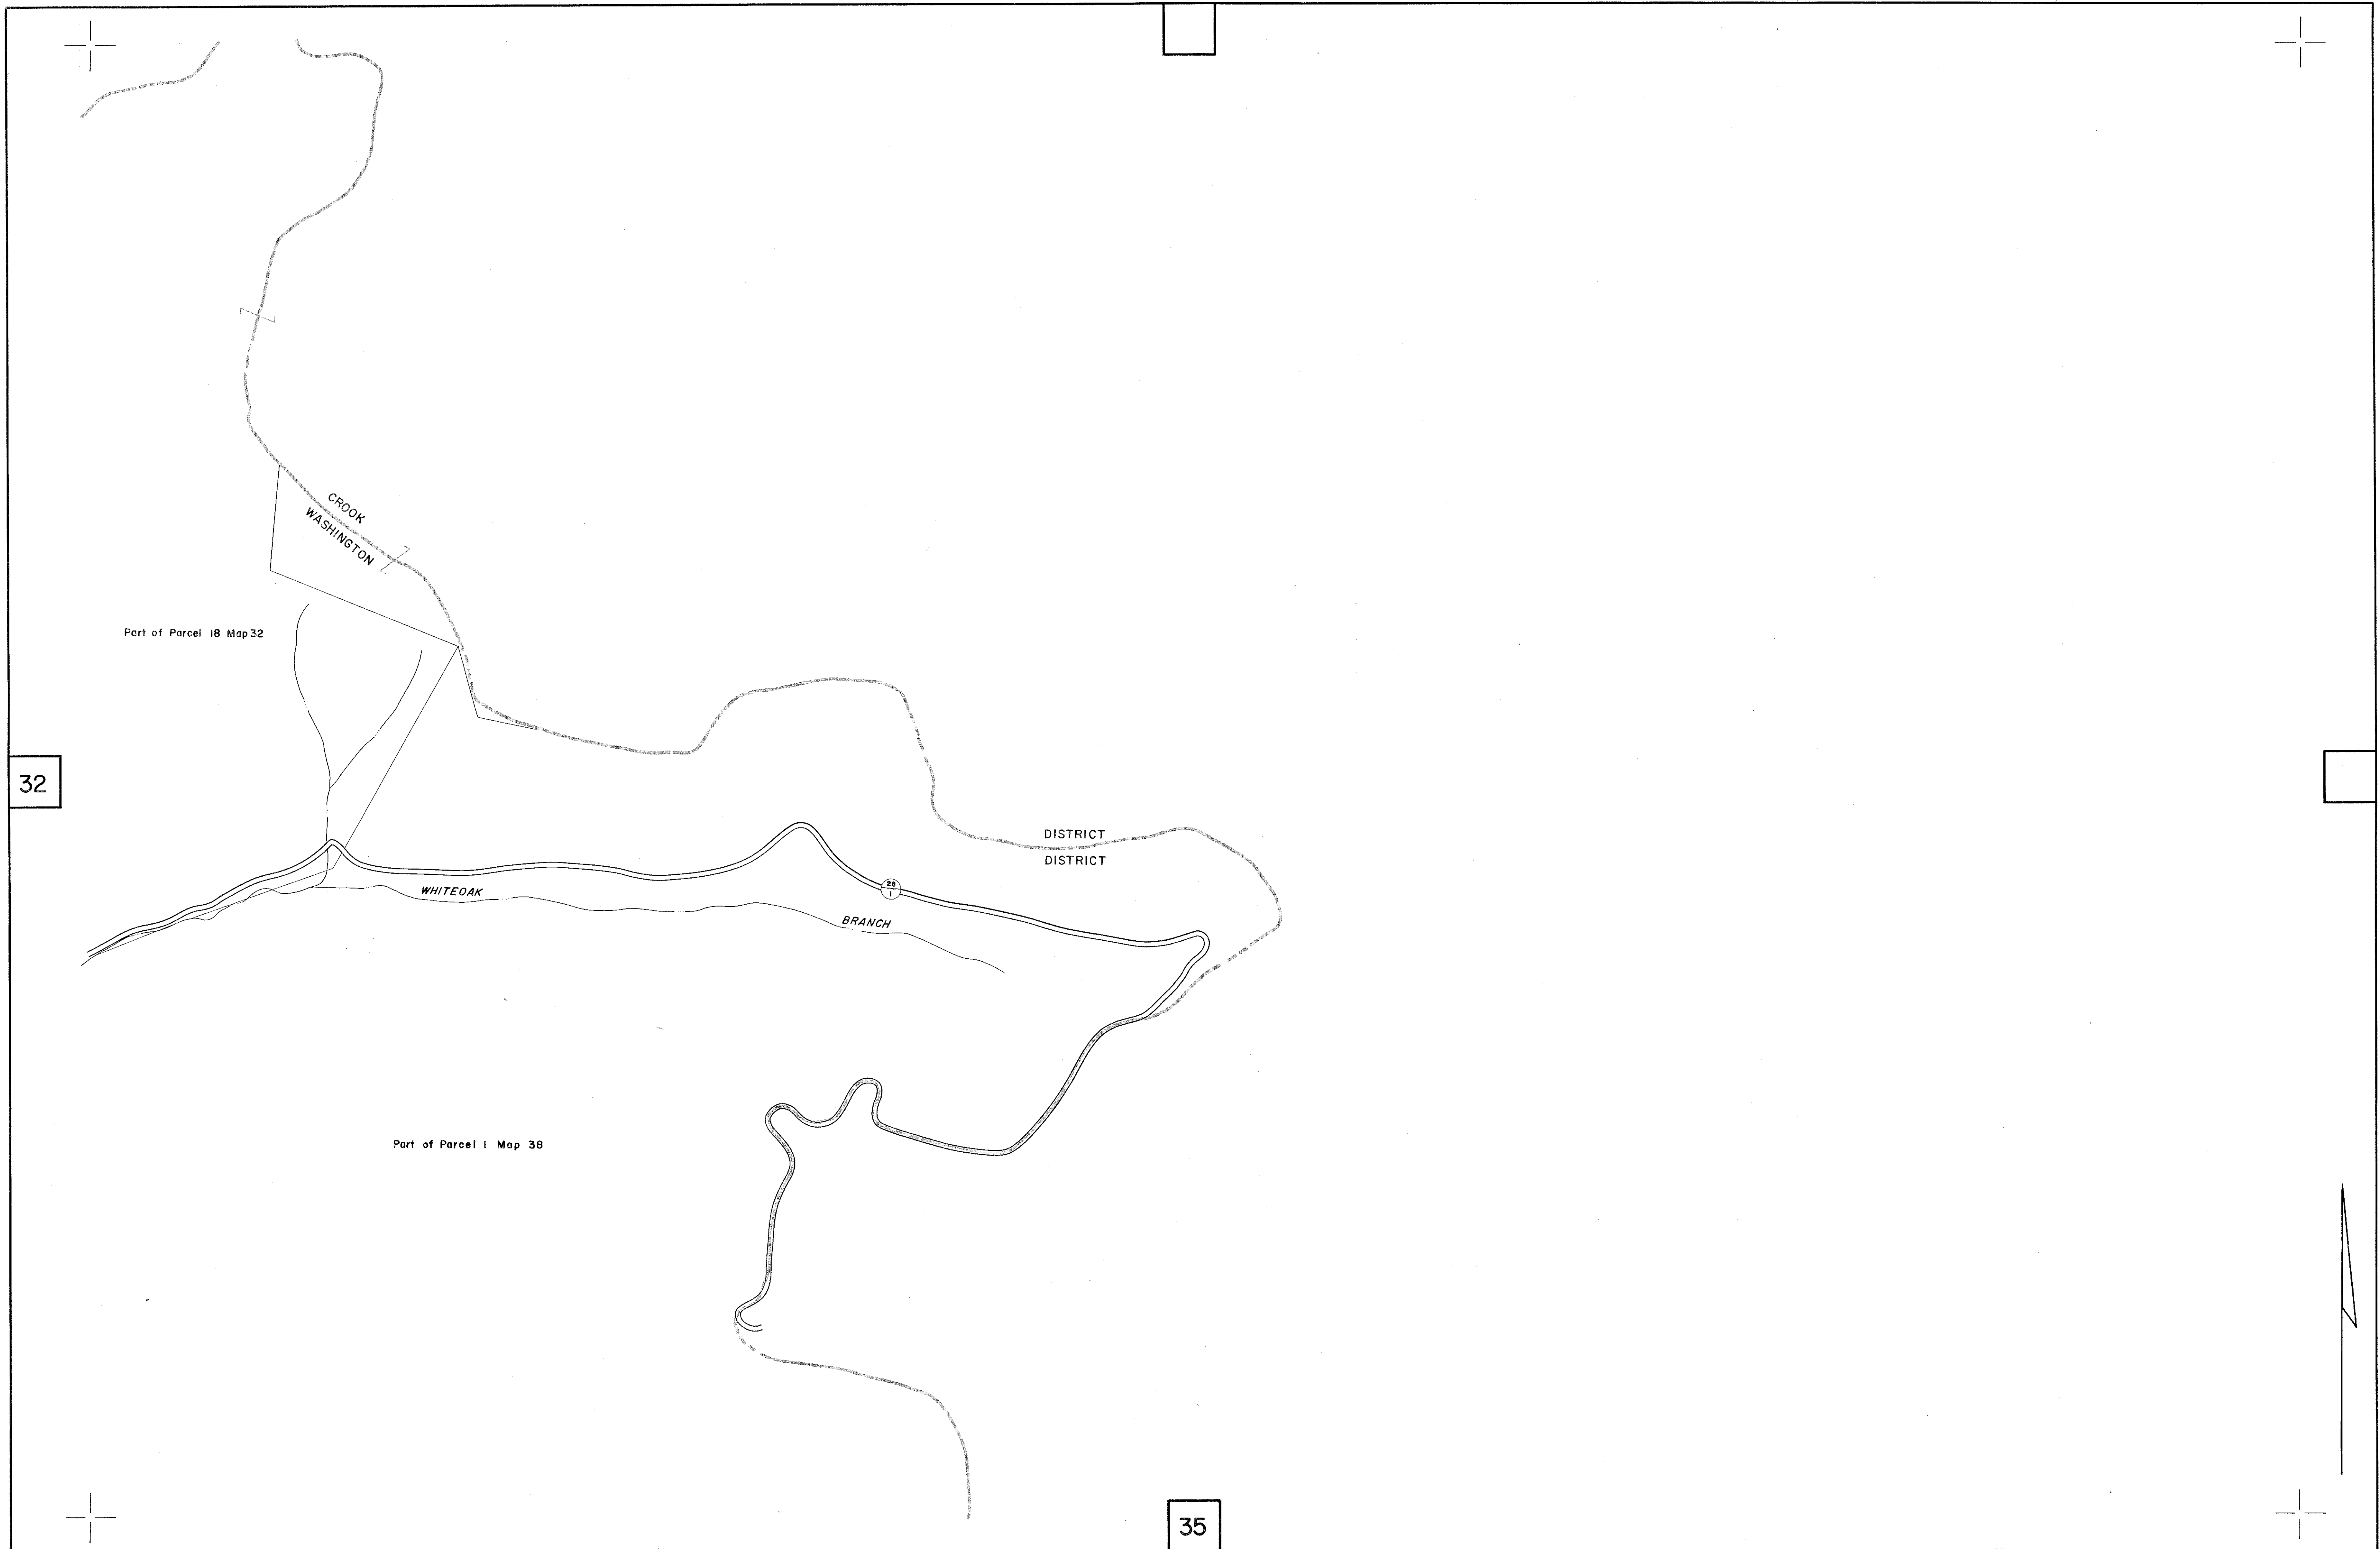 CROOK
WASHINGTON
Part of Parcel 18 Map 32
32
DISTRICT
DISTRICT
28
1
WHITEOAK
BRANCH
Part of Parcel 1 Map 38
35